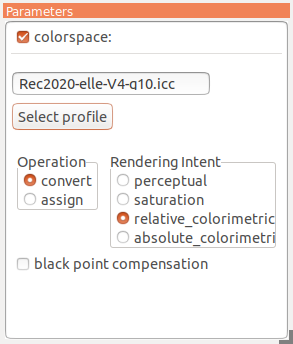 Parameters
colorspace:
Rec2020-elle-V4-g10.icc
Select profile
Operation
convert
assign
Rendering Intent
perceptual
saturation
relative_colorimetric
absolute_colorimetri
black point compensation